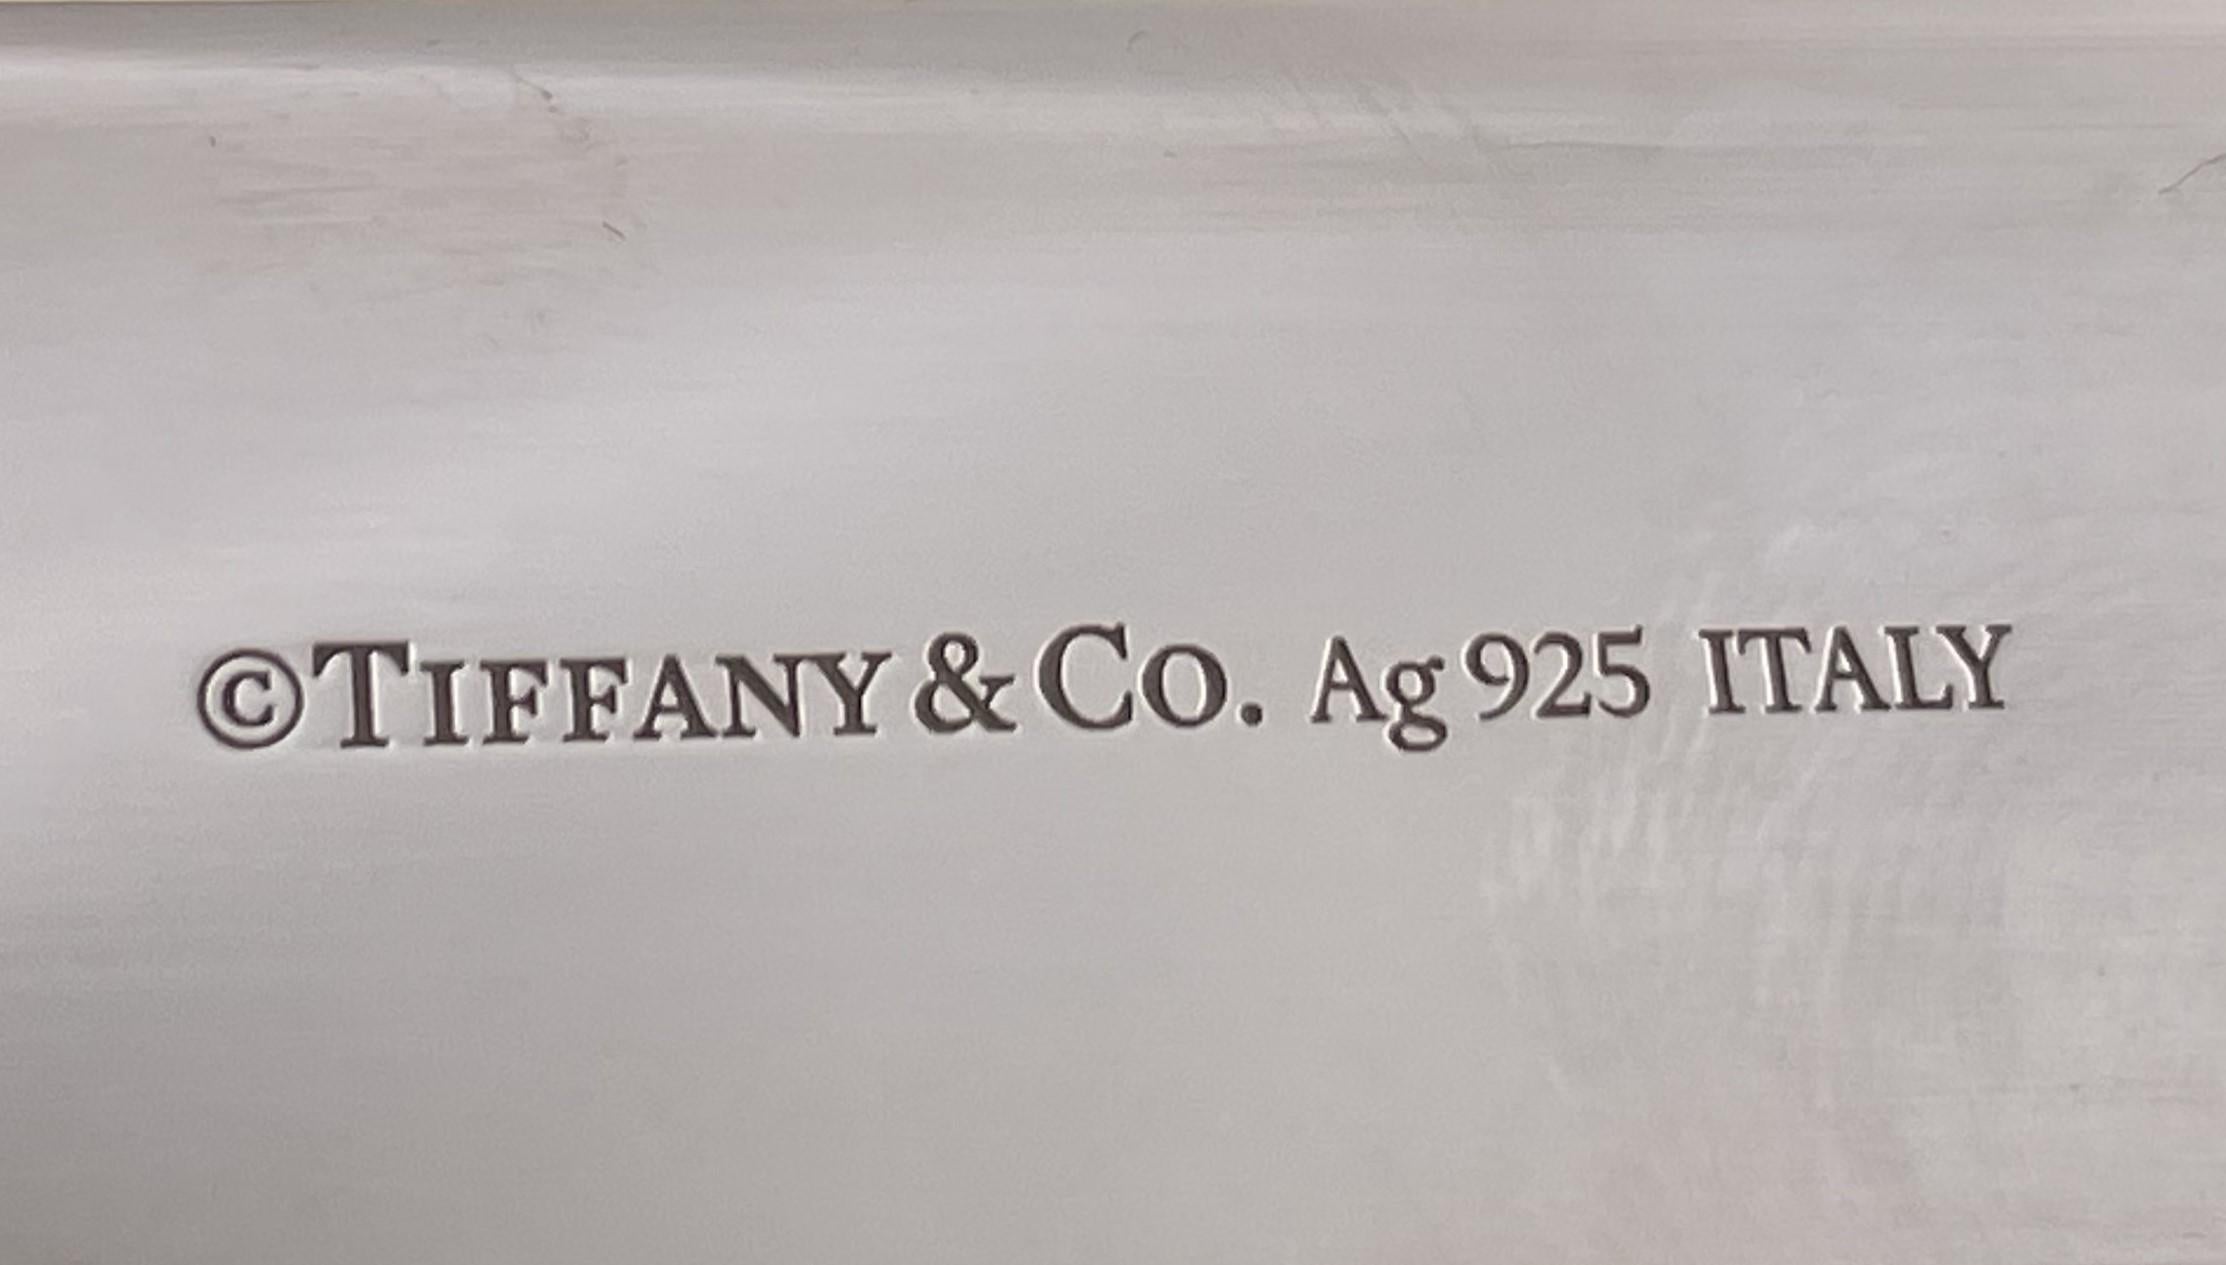 ©TIFFANY & CO. Ag925 ITALY